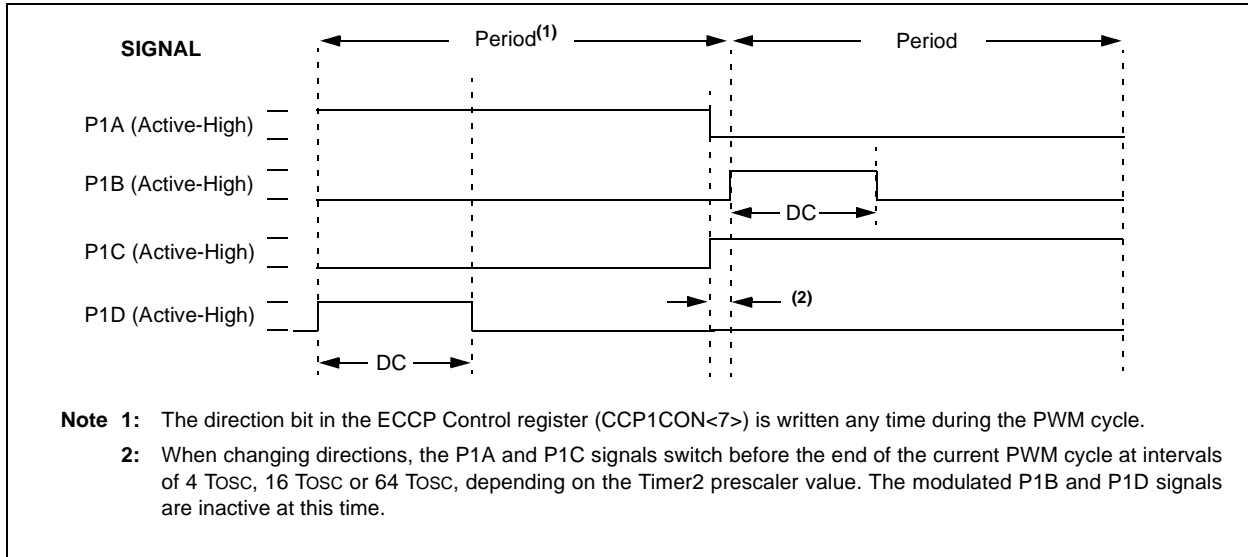 SIGNAL
Period(1)
Period
P1A (Active-High)
P1B (Active-High)
DC
P1C (Active-High)
(2)
P1D (Active-High)
DC
Note 1: The direction bit in the ECCP Control register (CCP1CON<7>) is written any time during the PWM cycle.
2: When changing directions, the P1A and P1C signals switch before the end of the current PWM cycle at intervals
of 4 TOSC, 16 TOSC or 64 TOSC, depending on the Timer2 prescaler value. The modulated P1B and P1D signals
are inactive at this time.